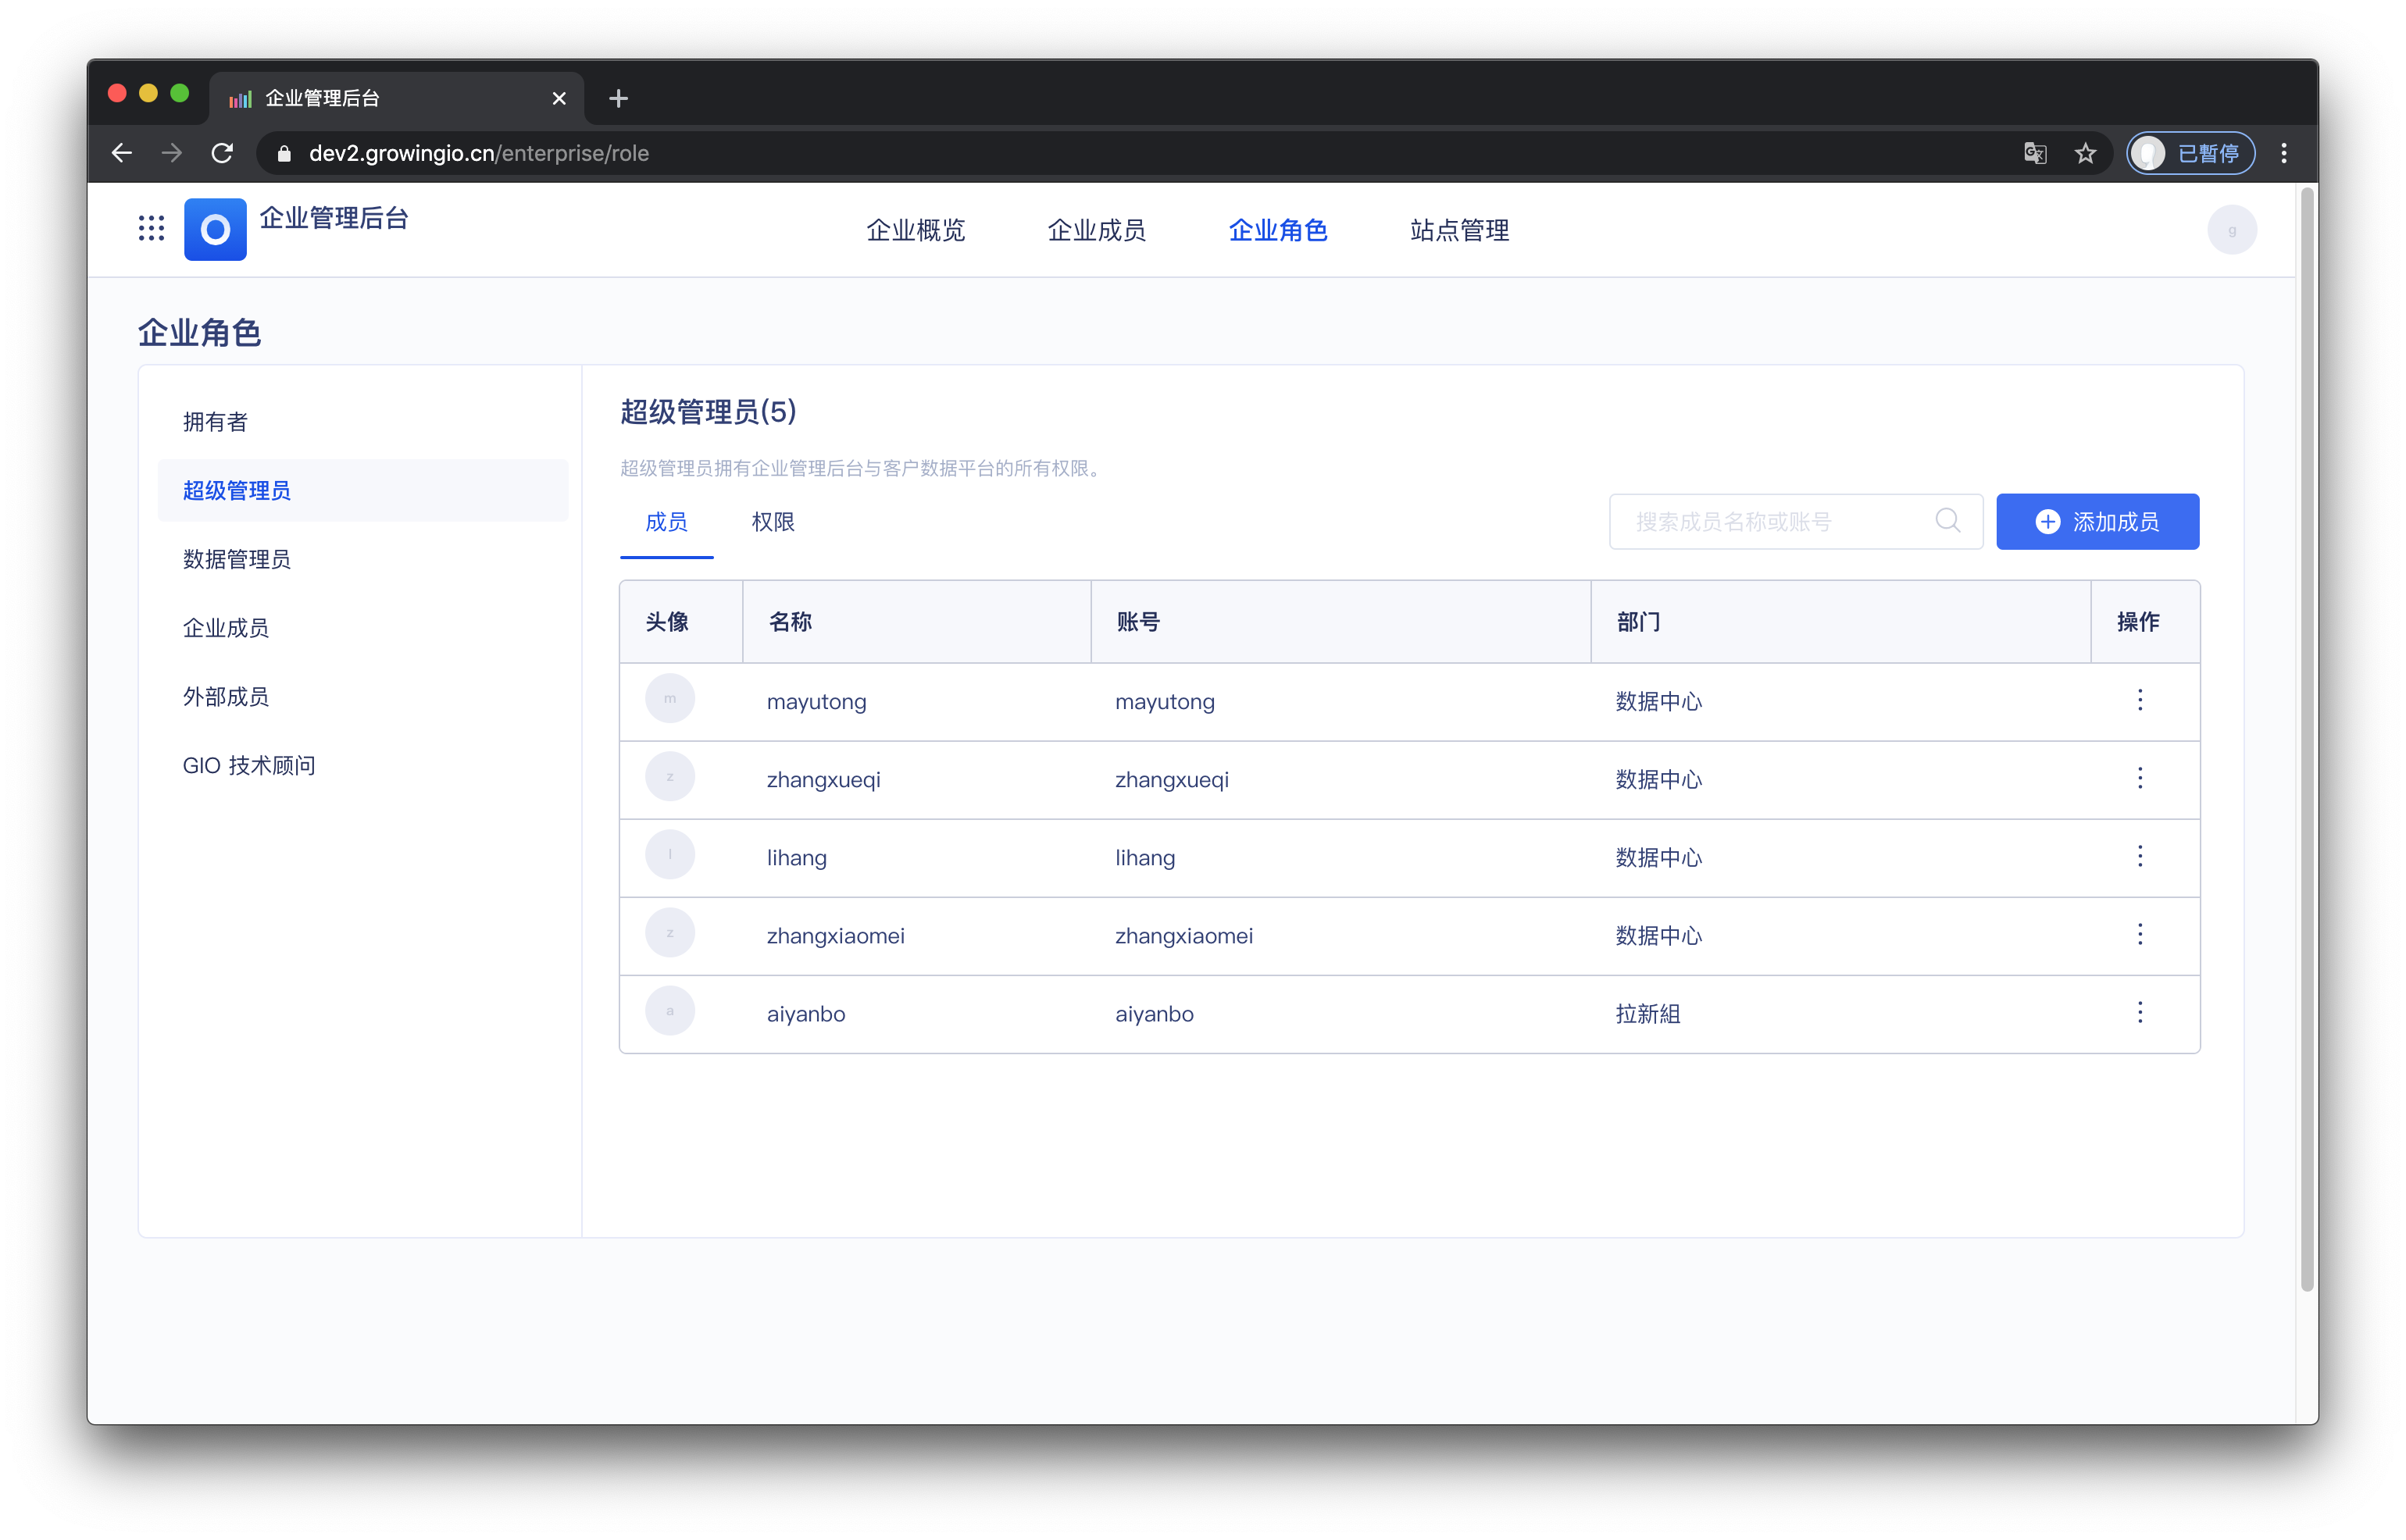 企业管理后台
dev2.growingio.cn/enterprise/role
已暂停
企业管理后台
企业概览 企业成员 企业角色 站点管理
g
企业角色
拥有者
超级管理员
数据管理员
企业成员
外部成员
GIO 技术顾问
超级管理员(5)
超级管理员拥有企业管理后台与客户数据平台的所有权限。
成员 权限
搜索成员名称或账号
添加成员
头像 名称 账号 部门 操作
m mayutong mayutong 数据中心
z zhangxueqi zhangxueqi 数据中心
l lihang lihang 数据中心
z zhangxiaomei zhangxiaomei 数据中心
a aiyanbo aiyanbo 拉新組